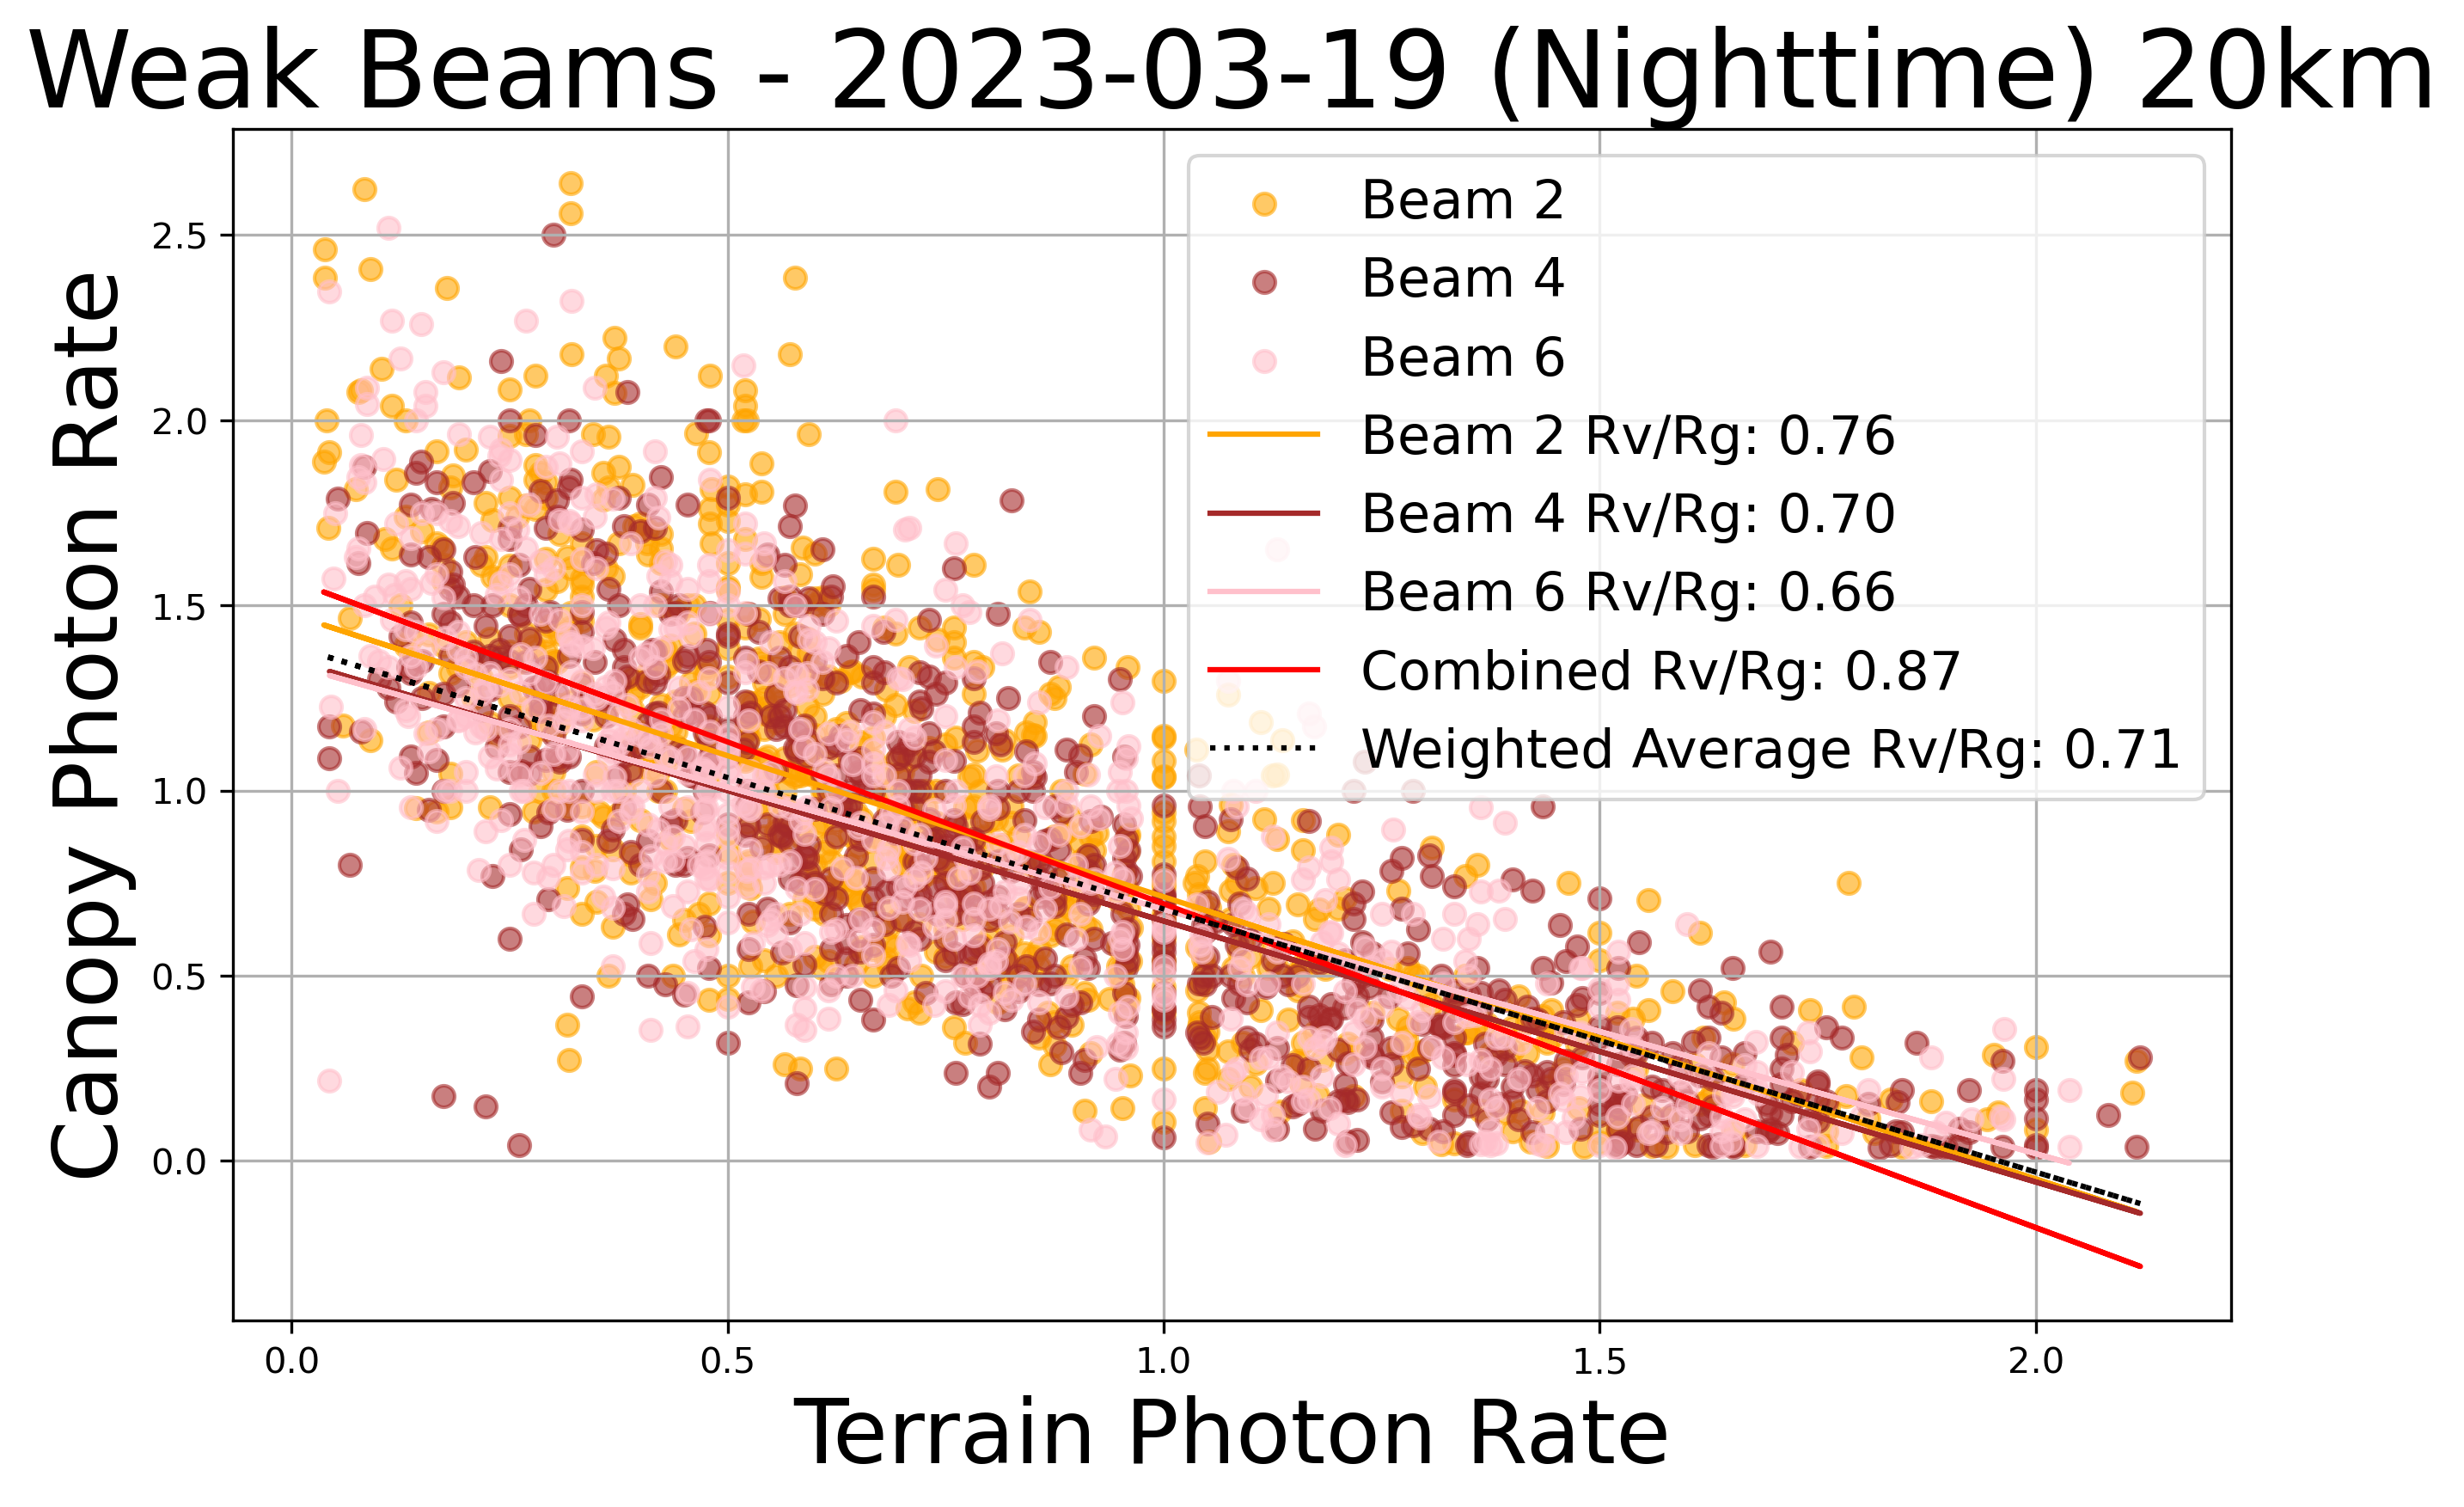 Weak Beams - 2023-03-19 (Nighttime) 20km
Canopy Photon Rate
2.5
2.0
1.5
1.0
0.5
0.0
Beam 2
Beam 4
Beam 6
Beam 2 Rv/Rg: 0.76
Beam 4 Rv/Rg: 0.70
Beam 6 Rv/Rg: 0.66
Combined Rv/Rg: 0.87
Weighted Average Rv/Rg: 0.71
0.0
0.5
1.0
1.5
2.0
Terrain Photon Rate